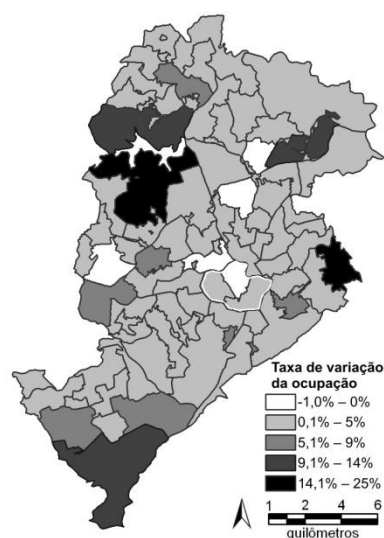 Taxa de variação
da ocupação
-1,0% – 0%
0,1% – 5%
5,1% – 9%
9,1% – 14%
14,1% – 25%
1 0 2 4 6
quilômetros